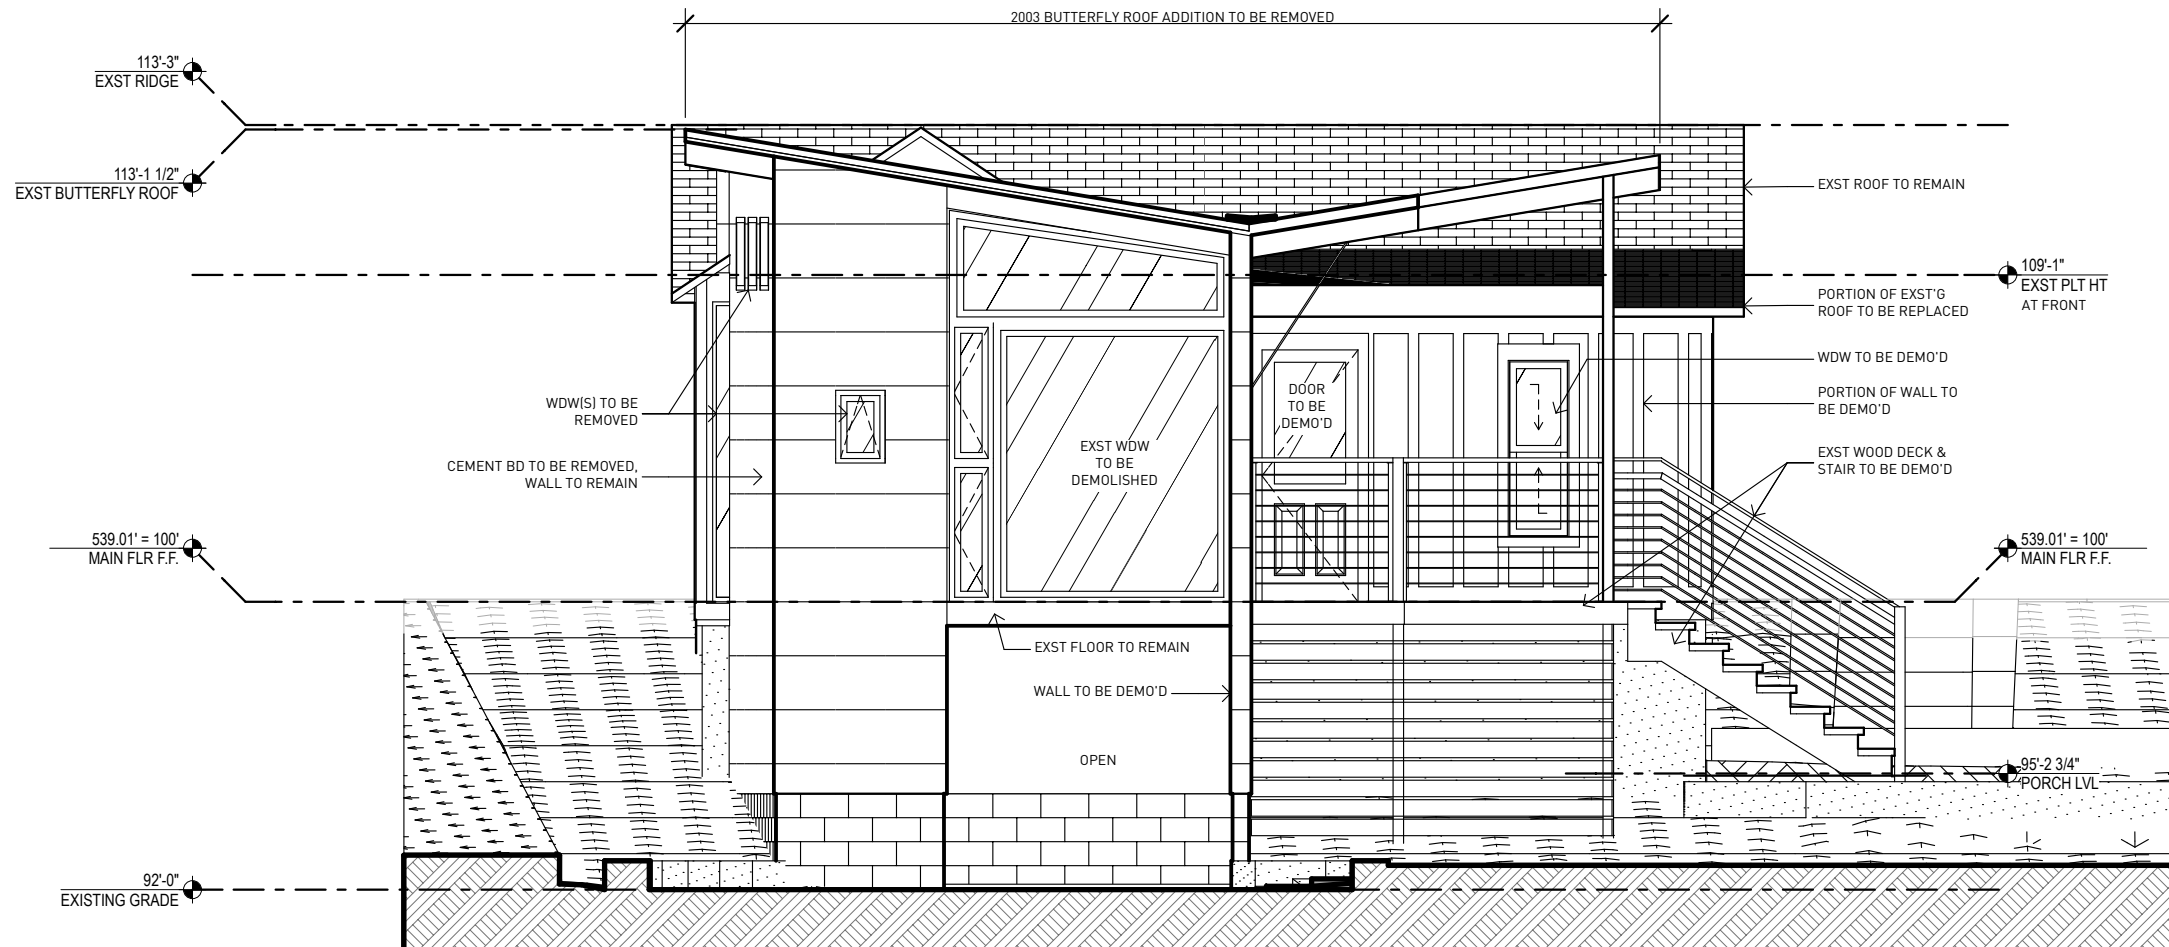 2003 BUTTERFLY ROOF ADDITION TO BE REMOVED
113'-3"
EXST RIDGE
113'-1 1/2"
EXST BUTTERFLY ROOF
EXST ROOF TO REMAIN
109'-1"
EXST PLT HT
AT FRONT
PORTION OF EXST'G
ROOF TO BE REPLACED
WDW TO BE DEMO'D
PORTION OF WALL TO
BE DEMO'D
WDW(S) TO BE
REMOVED
DOOR
TO BE
DEMO'D
EXST WDW
TO BE
DEMOLISHED
CEMENT BD TO BE REMOVED,
WALL TO REMAIN
EXST WOOD DECK &
STAIR TO BE DEMO'D
539.01' = 100'
MAIN FLR F.F.
539.01' = 100'
MAIN FLR F.F.
EXST FLOOR TO REMAIN
WALL TO BE DEMO'D
OPEN
95'-2 3/4"
PORCH LVL
92'-0"
EXISTING GRADE